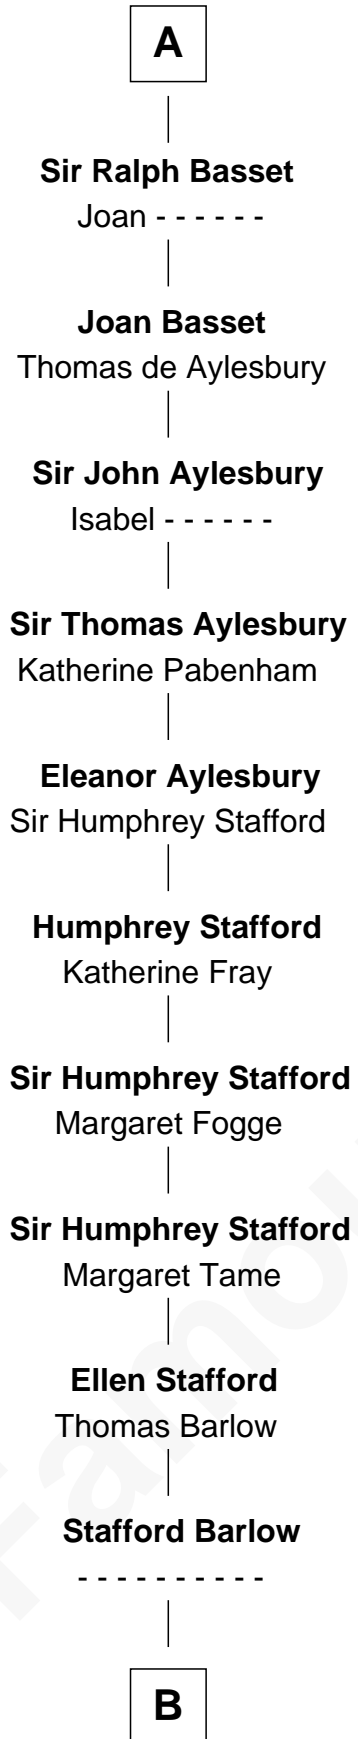 A
Sir Ralph Basset
Joan - - - - - -
Joan Basset
Thomas de Aylesbury
Sir John Aylesbury
Isabel - - - - - -
Sir Thomas Aylesbury
Katherine Pabenham
Eleanor Aylesbury
Sir Humphrey Stafford
Humphrey Stafford
Katherine Fray
Sir Humphrey Stafford
Margaret Fogge
Sir Humphrey Stafford
Margaret Tame
Ellen Stafford
Thomas Barlow
Stafford Barlow
- - - - - - - - - -
B
Famou